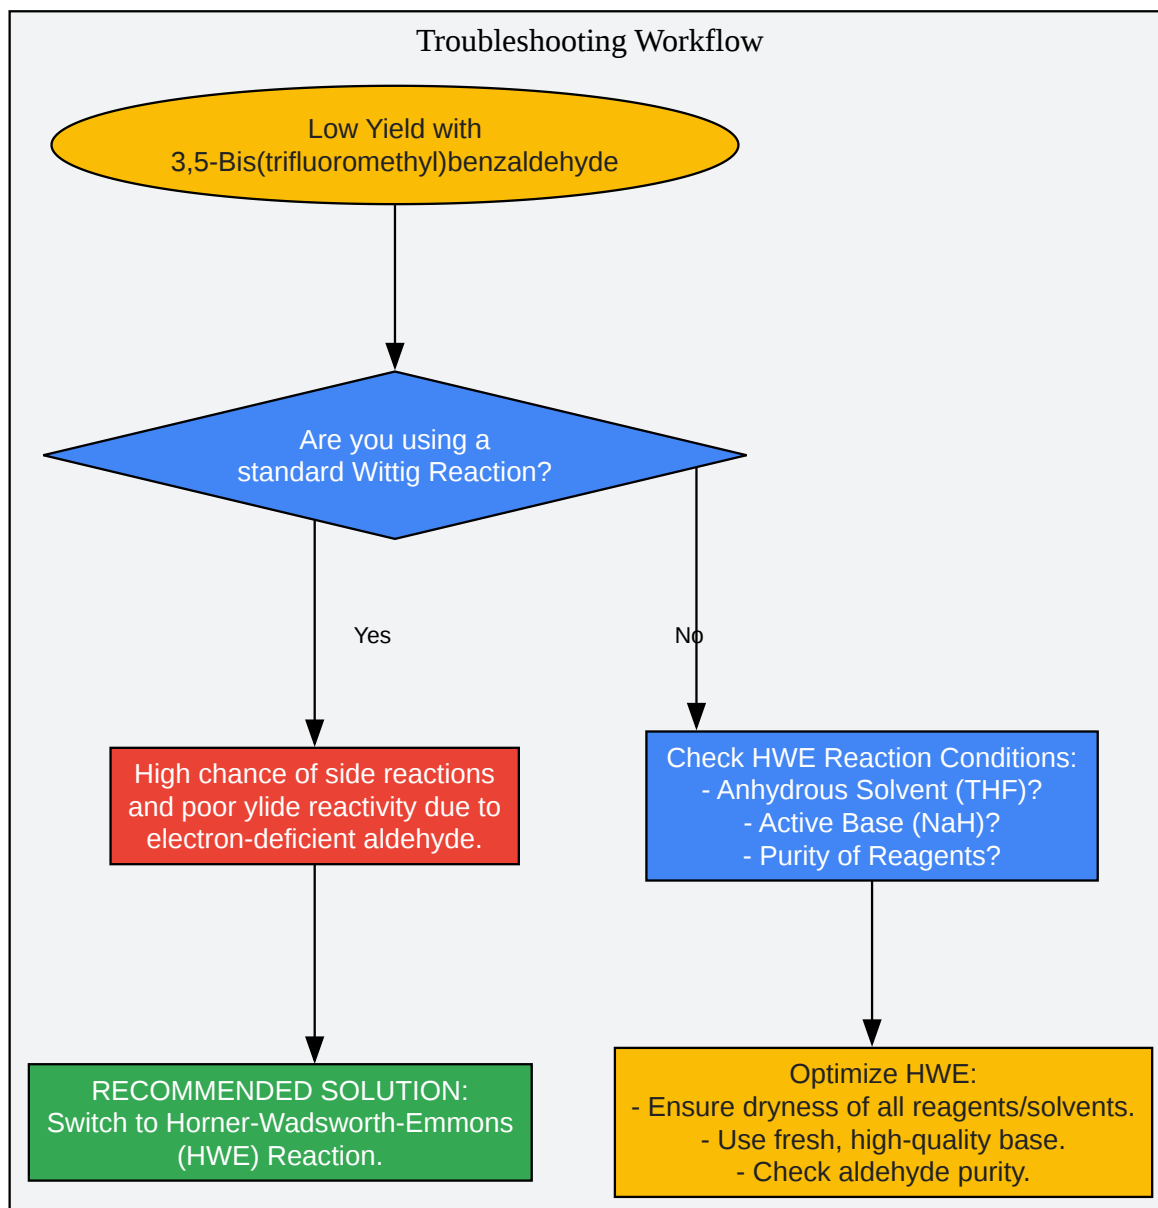 Troubleshooting Workflow
Low Yield with
3,5-Bis(trifluoromethyl)benzaldehyde
Are you using a
standard Wittig Reaction?
Yes
No
High chance of side reactions
and poor ylide reactivity due to
electron-deficient aldehyde.
Check HWE Reaction Conditions:
- Anhydrous Solvent (THF)?
- Active Base (NaH)?
- Purity of Reagents?
RECOMMENDED SOLUTION:
Switch to Horner-Wadsworth-Emmons
(HWE) Reaction.
Optimize HWE:
- Ensure dryness of all reagents/solvents.
- Use fresh, high-quality base.
- Check aldehyde purity.